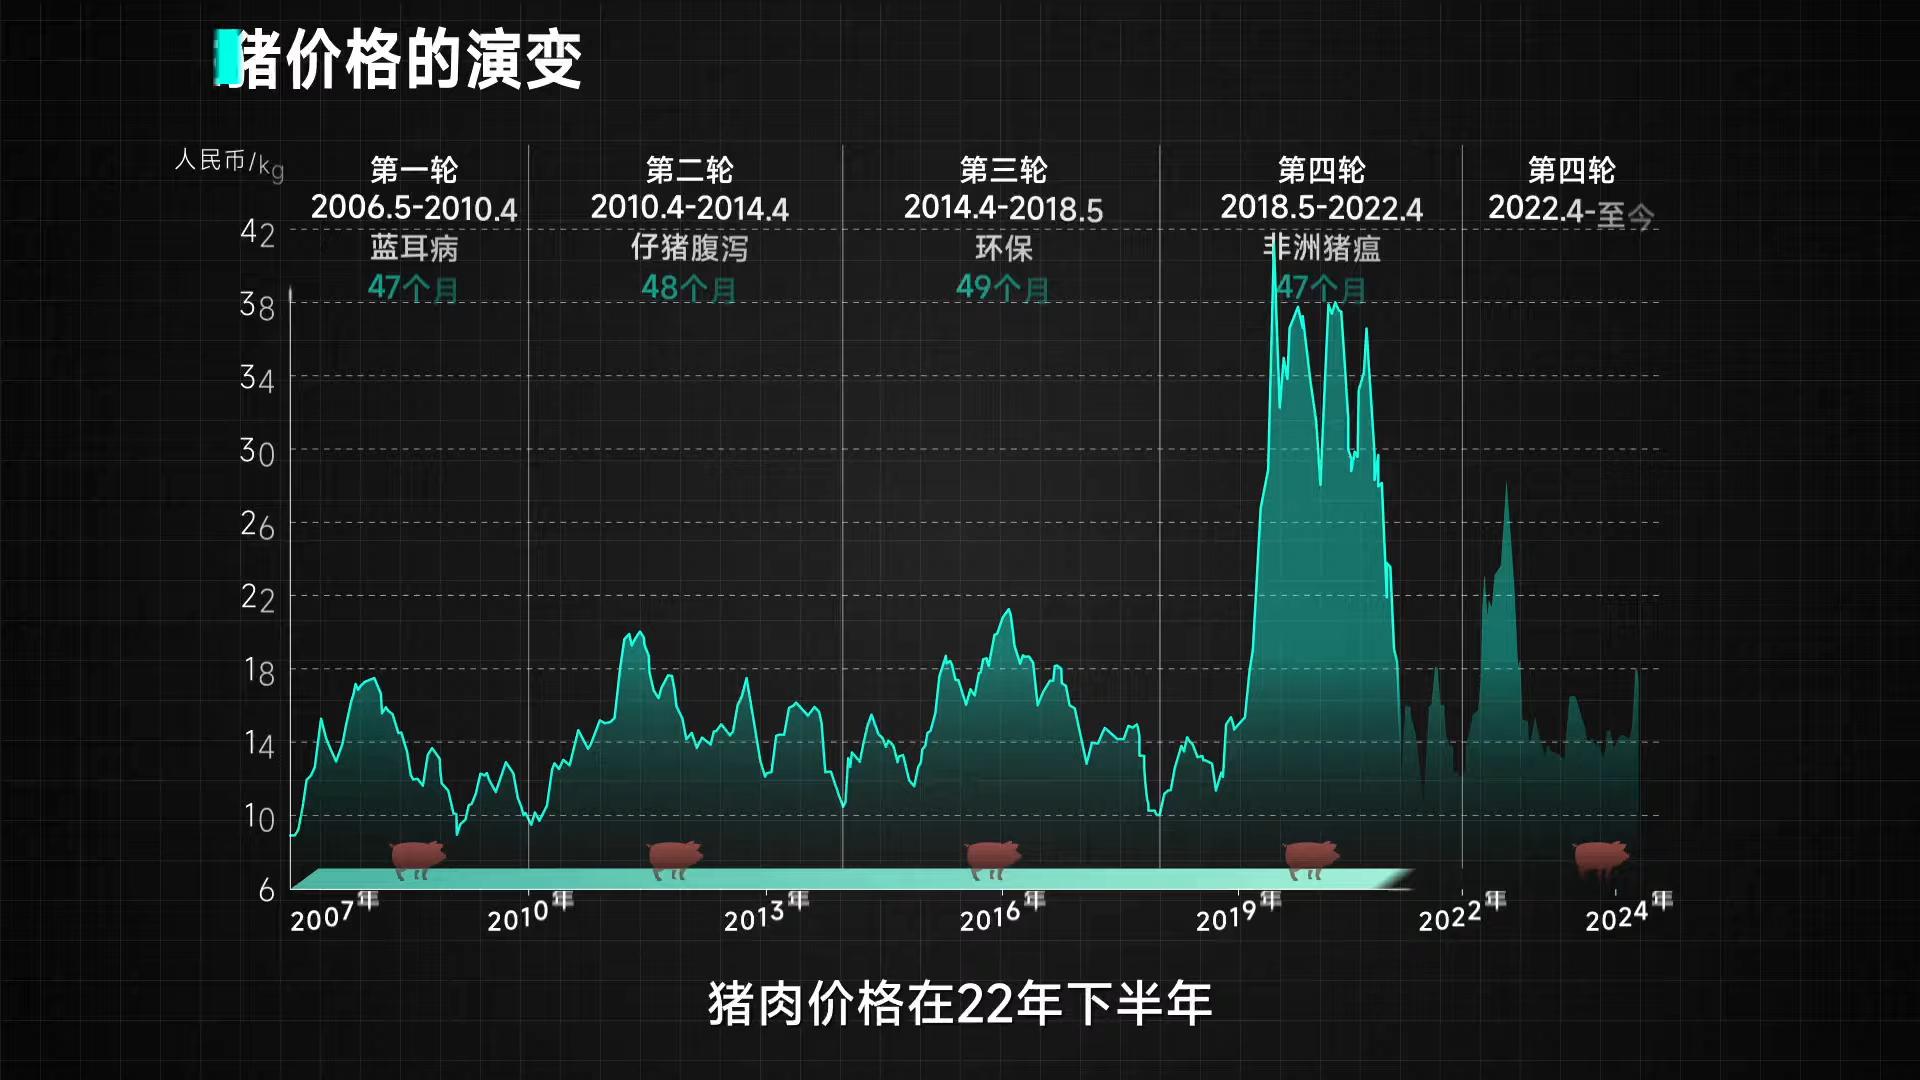 猪价格的演变
人民币/kg
第一轮
2006.5-2010.4
蓝耳病
47个月
第二轮
2010.4-2014.4
仔猪腹泻
48个月
第三轮
2014.4-2018.5
环保
49个月
第四轮
2018.5-2022.4
非洲猪瘟
47个月
第四轮
2022.4-至今
42
38
34
30
26
22
18
14
10
6
2007年
2010年
2013年
2016年
2019年
2022年
2024年
猪肉价格在22年下半年